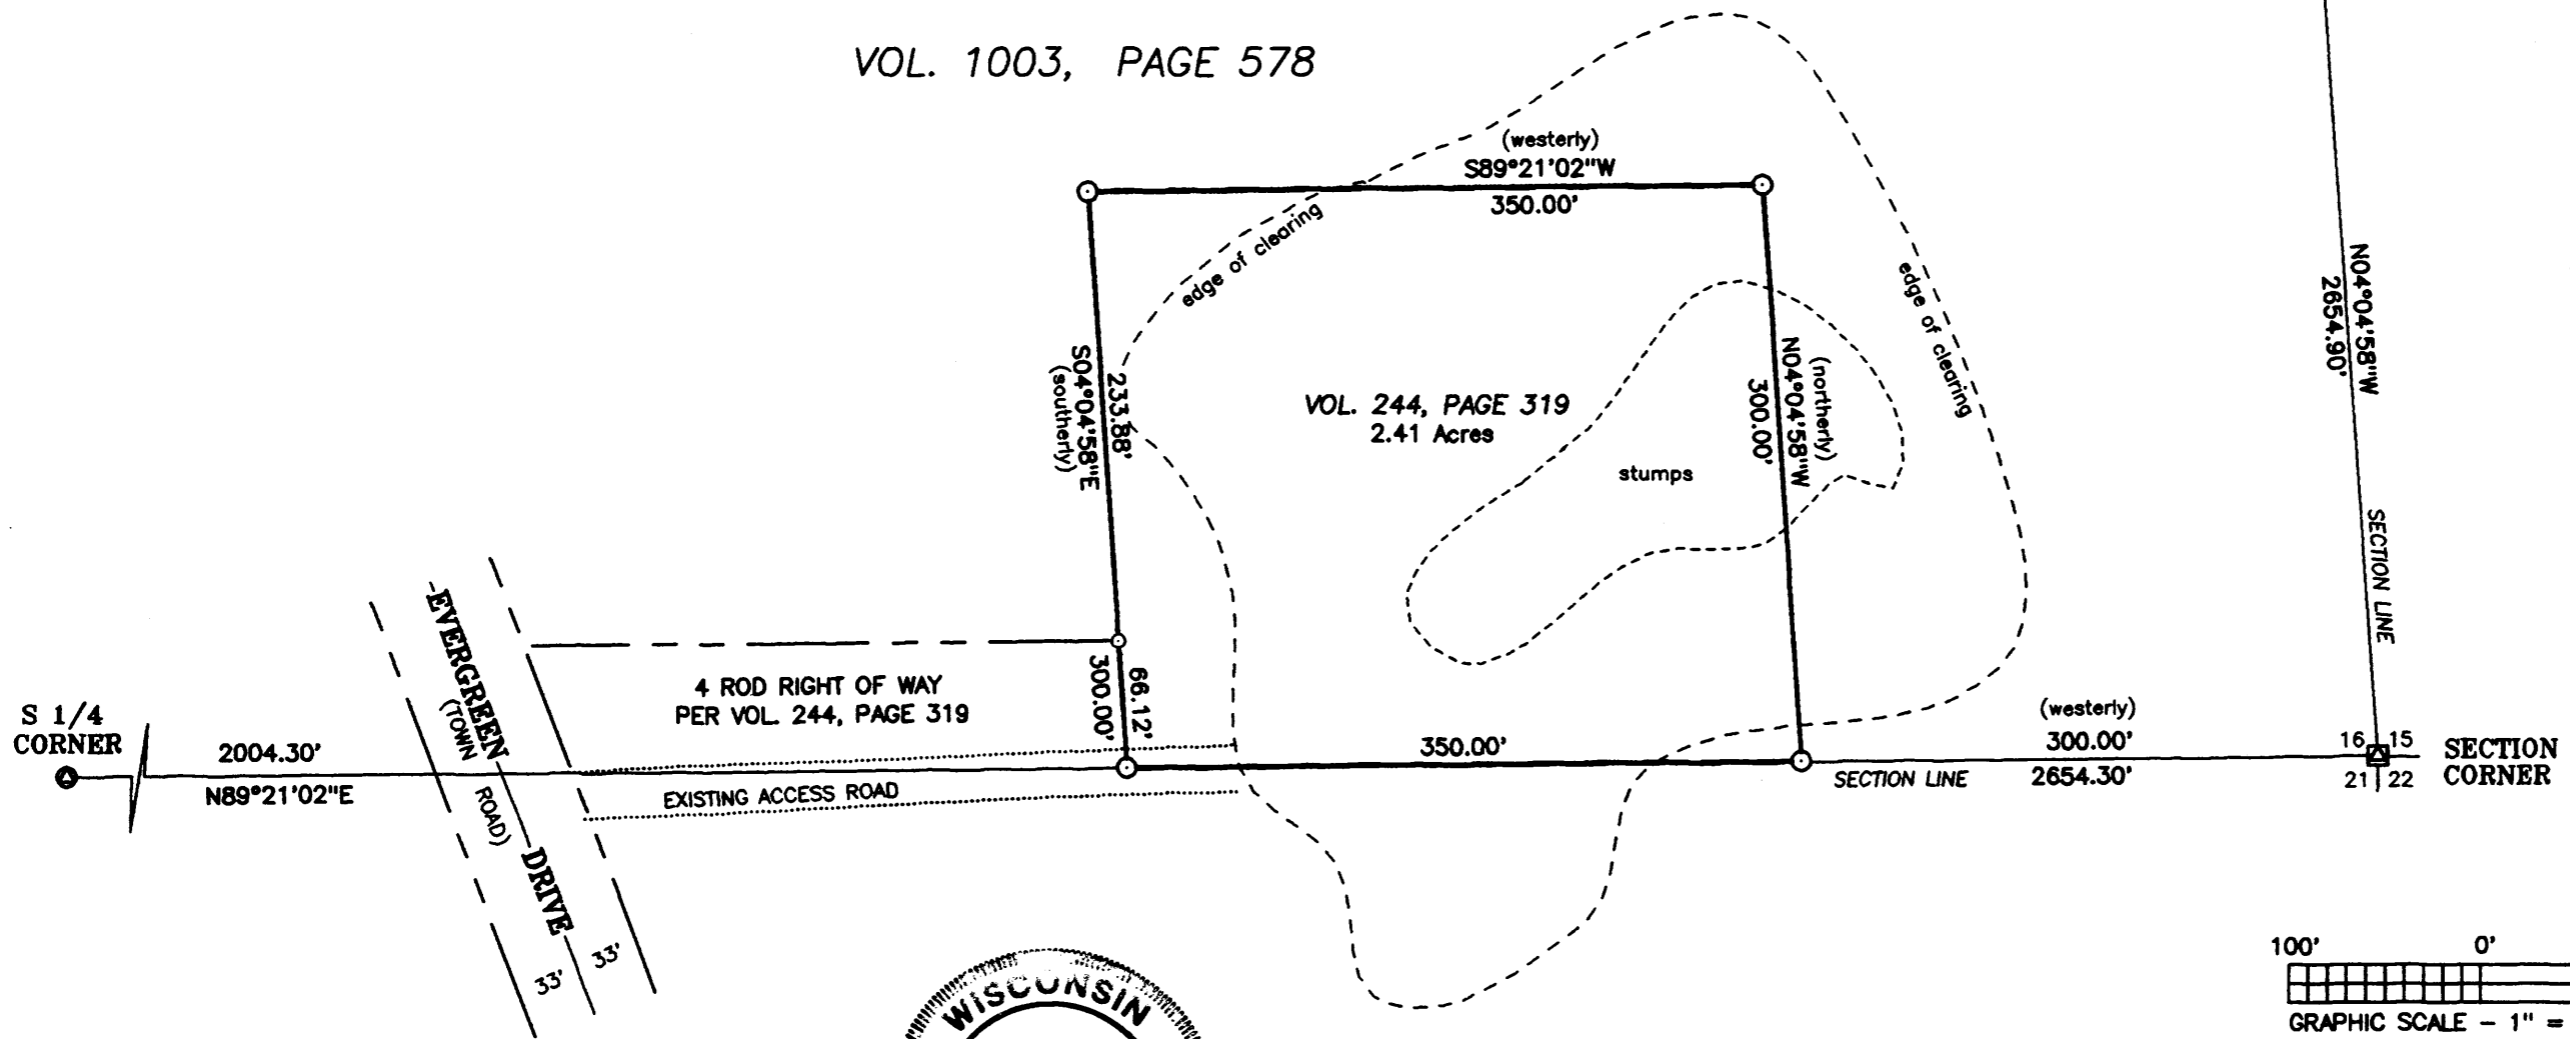 VOL. 1003, PAGE 578
(westerly)
S89°21'02"W
350.00'
edge of clearing
edge of clearing
N04°04'58"W
2654.90'
SECTION LINE
S04°04'58"E
(southerly)
233.88'
VOL. 244, PAGE 319
2.41 Acres
stumps
(northerly)
N04°04'58"W
300.00'
EVERGREEN DRIVE
(TOWN ROAD)
33'
33'
4 ROD RIGHT OF WAY
PER VOL. 244, PAGE 319
66.12'
300.00'
S 1/4
CORNER
2004.30'
N89°21'02"E
EXISTING ACCESS ROAD
350.00'
(westerly)
300.00'
SECTION LINE
2654.30'
16 15
21 22
SECTION
CORNER
WISCONSIN
100' 0'
GRAPHIC SCALE - 1" =